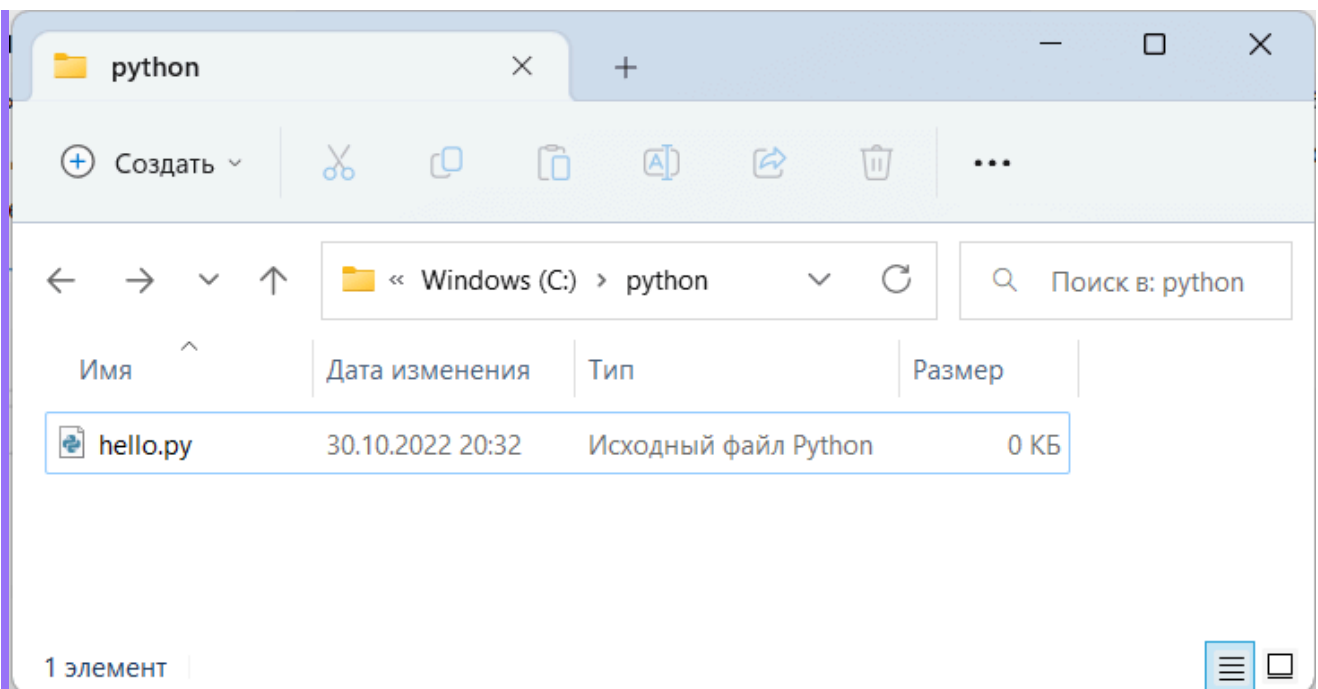 python
Создать
« Windows (C:) > python
Поиск в: python
Имя Дата изменения Тип Размер
hello.py 30.10.2022 20:32 Исходный файл Python 0 КБ
1 элемент